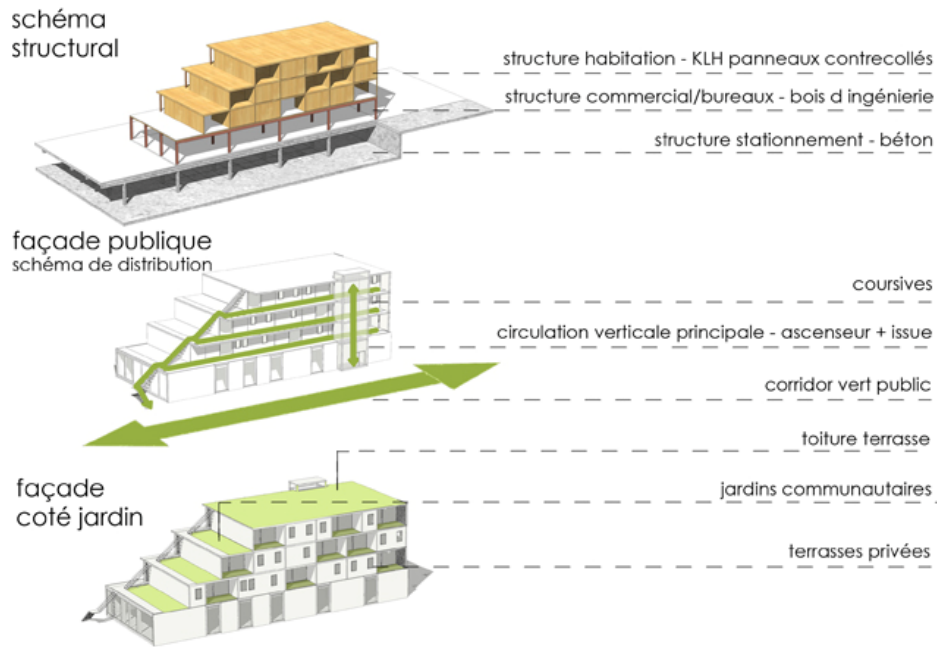 schéma
structural
structure habitation - KLH panneaux contrecollés
structure commercial/bureaux - bois d ingénierie
structure stationnement - béton
façade publique
schéma de distribution
coursives
circulation verticale principale - ascenseur + issue
corridor vert public
toiture terrasse
façade
coté jardin
jardins communautaires
terrasses privées